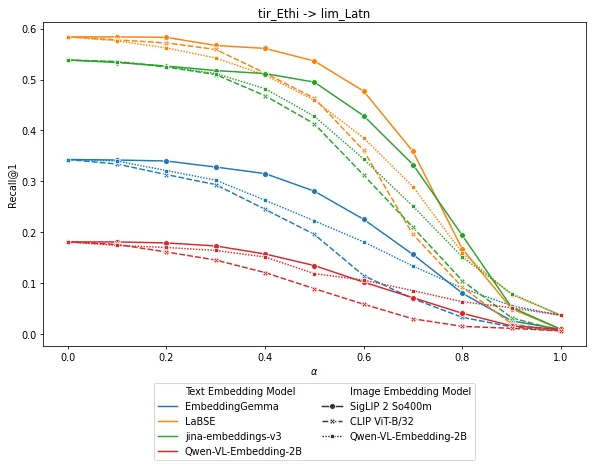 tir_Ethi -> lim_Latn
Recall@1
0.6
0.5
0.4
0.3
0.2
0.1
0.0
0.0 0.2 0.4 0.6 0.8 1.0
α
Text Embedding Model
EmbeddingGemma
LaBSE
jina-embeddings-v3
Qwen-VL-Embedding-2B
Image Embedding Model
SigLIP 2 So400m
CLIP ViT-B/32
Qwen-VL-Embedding-2B